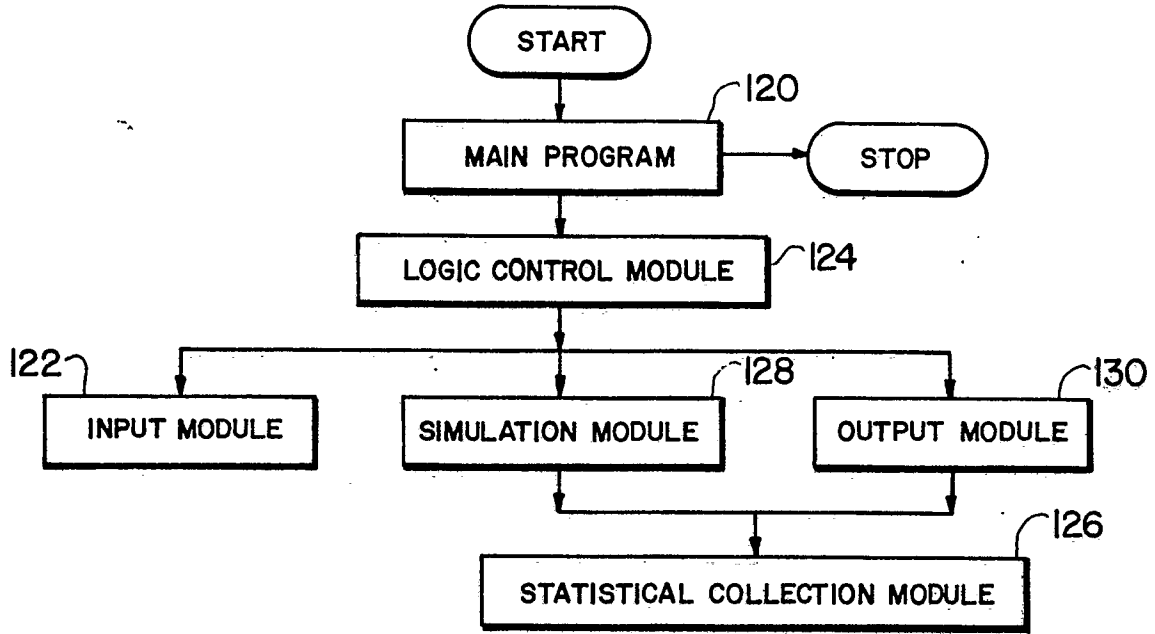 START
120
MAIN PROGRAM
STOP
LOGIC CONTROL MODULE
124
122
128
130
INPUT MODULE
SIMULATION MODULE
OUTPUT MODULE
126
STATISTICAL COLLECTION MODULE